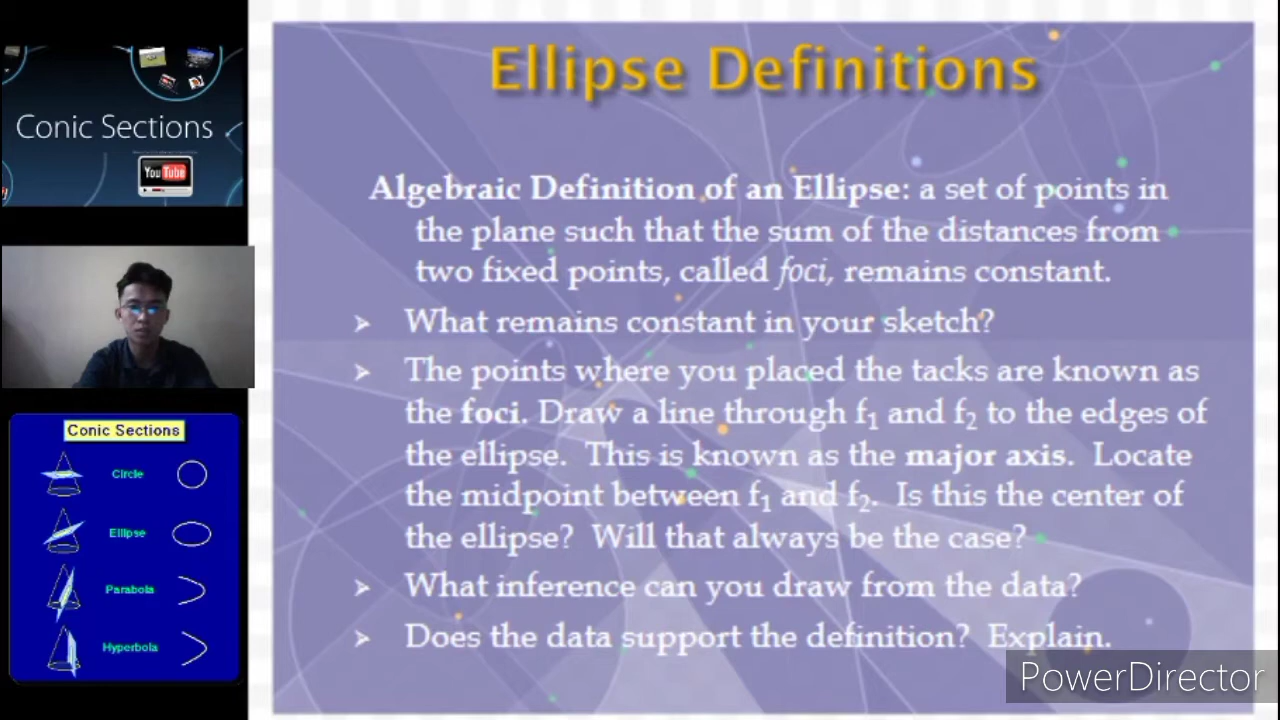 Conic Sections
You Tube
Conic Sections
Circle
Ellipse
Parabola
Hyperbola
Ellipse Definitions
Algebraic Definition of an Ellipse: a set of points in
the plane such that the sum of the distances from
two fixed points, called foci, remains constant.
➢ What remains constant in your sketch?
➢ The points where you placed the tacks are known as
the foci. Draw a line through f₁ and f₂ to the edges of
the ellipse. This is known as the major axis. Locate
the midpoint between f₁ and f₂. Is this the center of
the ellipse? Will that always be the case?
➢ What inference can you draw from the data?
➢ Does the data support the definition? Explain.
PowerDirector